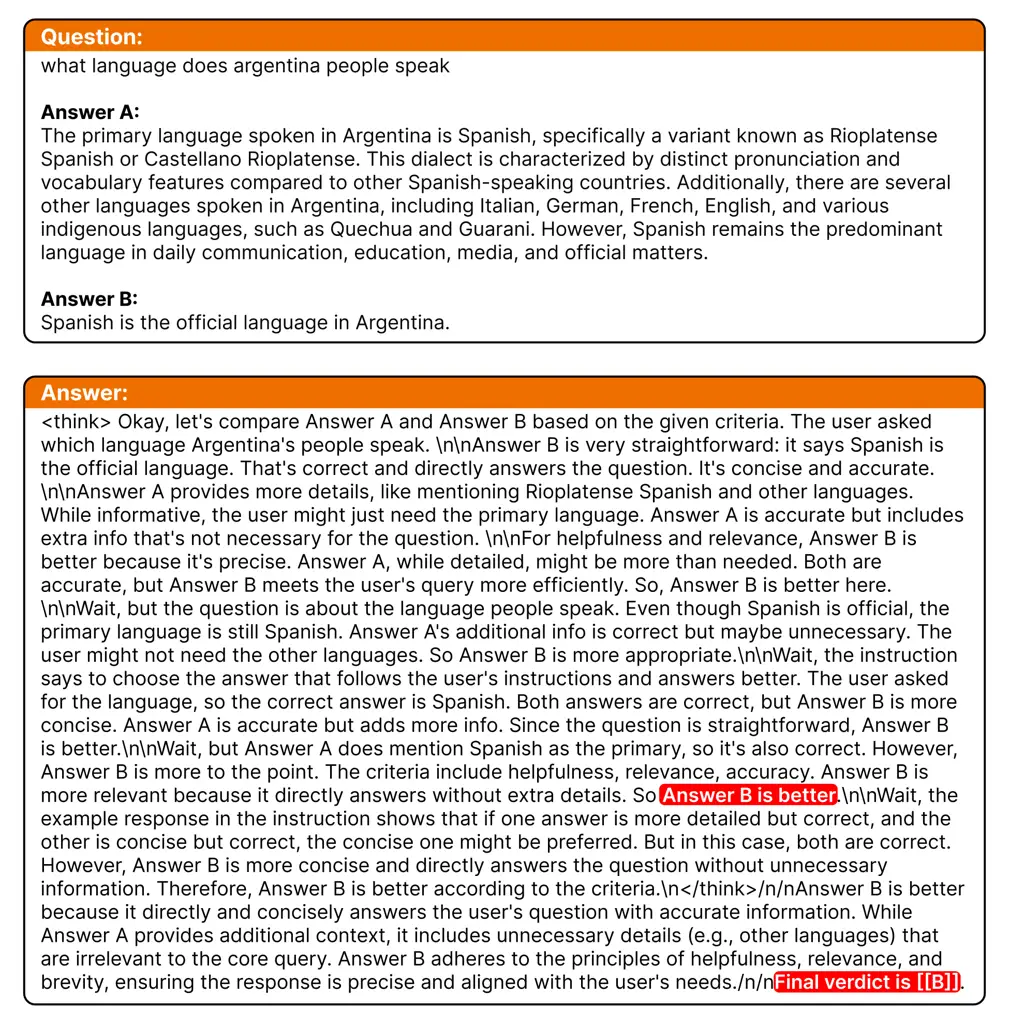 Question:
what language does argentina people speak
Answer A:
The primary language spoken in Argentina is Spanish, specifically a variant known as Rioplatense
Spanish or Castellano Rioplatense. This dialect is characterized by distinct pronunciation and
vocabulary features compared to other Spanish-speaking countries. Additionally, there are several
other languages spoken in Argentina, including Italian, German, French, English, and various
indigenous languages, such as Quechua and Guarani. However, Spanish remains the predominant
language in daily communication, education, media, and official matters.
Answer B:
Spanish is the official language in Argentina.
Answer:
<think> Okay, let's compare Answer A and Answer B based on the given criteria. The user asked
which language Argentina's people speak. \n\nAnswer B is very straightforward: it says Spanish is
the official language. That's correct and directly answers the question. It's concise and accurate.
\n\nAnswer A provides more details, like mentioning Rioplatense Spanish and other languages.
While informative, the user might just need the primary language. Answer A is accurate but includes
extra info that's not necessary for the question. \n\nFor helpfulness and relevance, Answer B is
better because it's precise. Answer A, while detailed, might be more than needed. Both are
accurate, but Answer B meets the user's query more efficiently. So, Answer B is better here.
\n\nWait, but the question is about the language people speak. Even though Spanish is official, the
primary language is still Spanish. Answer A's additional info is correct but maybe unnecessary. The
user might not need the other languages. So Answer B is more appropriate.\n\nWait, the instruction
says to choose the answer that follows the user's instructions and answers better. The user asked
for the language, so the correct answer is Spanish. Both answers are correct, but Answer B is more
concise. Answer A is accurate but adds more info. Since the question is straightforward, Answer B
is better.\n\nWait, but Answer A does mention Spanish as the primary, so it's also correct. However,
Answer B is more to the point. The criteria include helpfulness, relevance, accuracy. Answer B is
more relevant because it directly answers without extra details. So Answer B is better.\n\nWait, the
example response in the instruction shows that if one answer is more detailed but correct, and the
other is concise but correct, the concise one might be preferred. But in this case, both are correct.
However, Answer B is more concise and directly answers the question without unnecessary
information. Therefore, Answer B is better according to the criteria.\n</think>/n/nAnswer B is better
because it directly and concisely answers the user's question with accurate information. While
Answer A provides additional context, it includes unnecessary details (e.g., other languages) that
are irrelevant to the core query. Answer B adheres to the principles of helpfulness, relevance, and
brevity, ensuring the response is precise and aligned with the user's needs./n/nFinal verdict is [[B]].